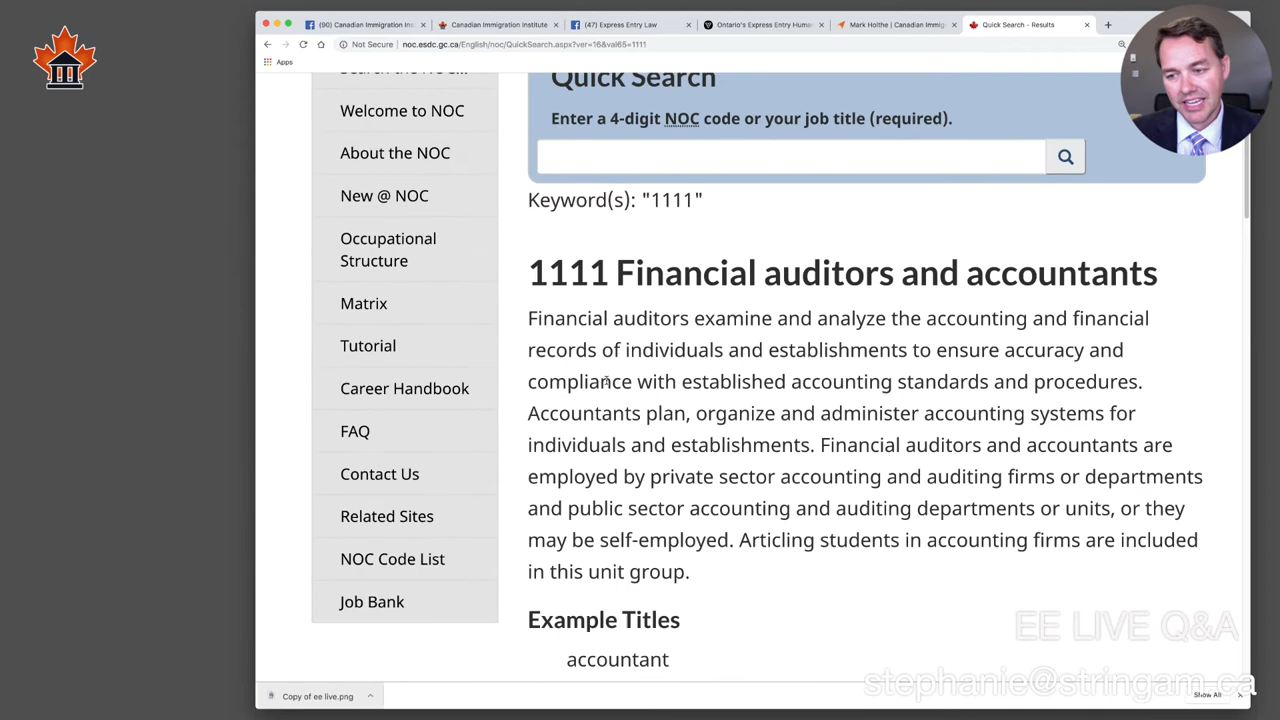 (90) Canadian Immigration Ins
Canadian Immigration Institute
(47) Express Entry Law
Ontario's Express Entry Huma
Mark Holthe | Canadian Immig
Quick Search - Results
Not Secure | noc.esdc.gc.ca/English/noc/QuickSearch.aspx?ver=16&val65=1111
Apps
Search the NOC...
Welcome to NOC
About the NOC
New @ NOC
Occupational
Structure
Matrix
Tutorial
Career Handbook
FAQ
Contact Us
Related Sites
NOC Code List
Job Bank
Quick Search
Enter a 4-digit NOC code or your job title (required).
Keyword(s): "1111"
1111 Financial auditors and accountants
Financial auditors examine and analyze the accounting and financial
records of individuals and establishments to ensure accuracy and
compliance with established accounting standards and procedures.
Accountants plan, organize and administer accounting systems for
individuals and establishments. Financial auditors and accountants are
employed by private sector accounting and auditing firms or departments
and public sector accounting and auditing departments or units, or they
may be self-employed. Articling students in accounting firms are included
in this unit group.
Example Titles
accountant
EE LIVE Q&A
stephanie@stringam.ca
Copy of ee live.png
Show All